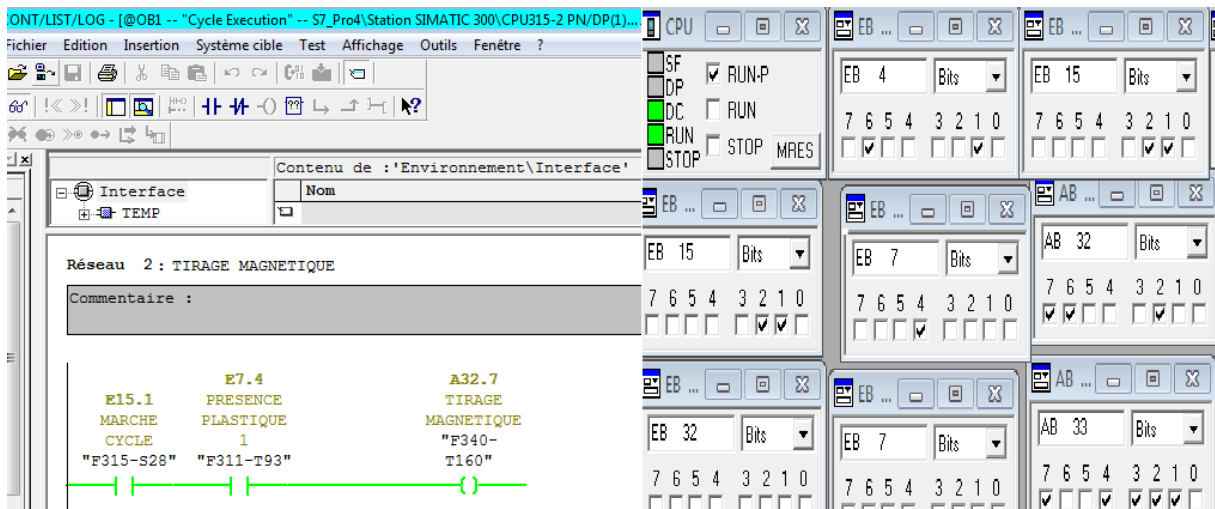 CONT/LIST/LOG - [@OB1 -- "Cycle Execution" -- S7_Pro4\Station SIMATIC 300\CPU315-2 PN/DP(1)...
Fichier Edition Insertion Système cible Test Affichage Outils Fenêtre ?
Contenu de :'Environnement\Interface'
Interface
Nom
TEMP
Réseau 2 : TIRAGE MAGNETIQUE
Commentaire :
E7.4 A32.7
E15.1 PRESENCE TIRAGE
MARCHE PLASTIQUE MAGNETIQUE
CYCLE 1 "F340-
"F315-S28" "F311-T93" T160"
CPU
SF
DP
DC
RUN
STOP
RUN-P
RUN
STOP
MRES
EB ...
EB 4 Bits
7 6 5 4 3 2 1 0
EB ...
EB 15 Bits
7 6 5 4 3 2 1 0
EB ...
EB 15 Bits
7 6 5 4 3 2 1 0
EB ...
EB 7 Bits
7 6 5 4 3 2 1 0
AB ...
AB 32 Bits
7 6 5 4 3 2 1 0
EB ...
EB 32 Bits
7 6 5 4 3 2 1 0
EB ...
EB 7 Bits
7 6 5 4 3 2 1 0
AB ...
AB 33 Bits
7 6 5 4 3 2 1 0